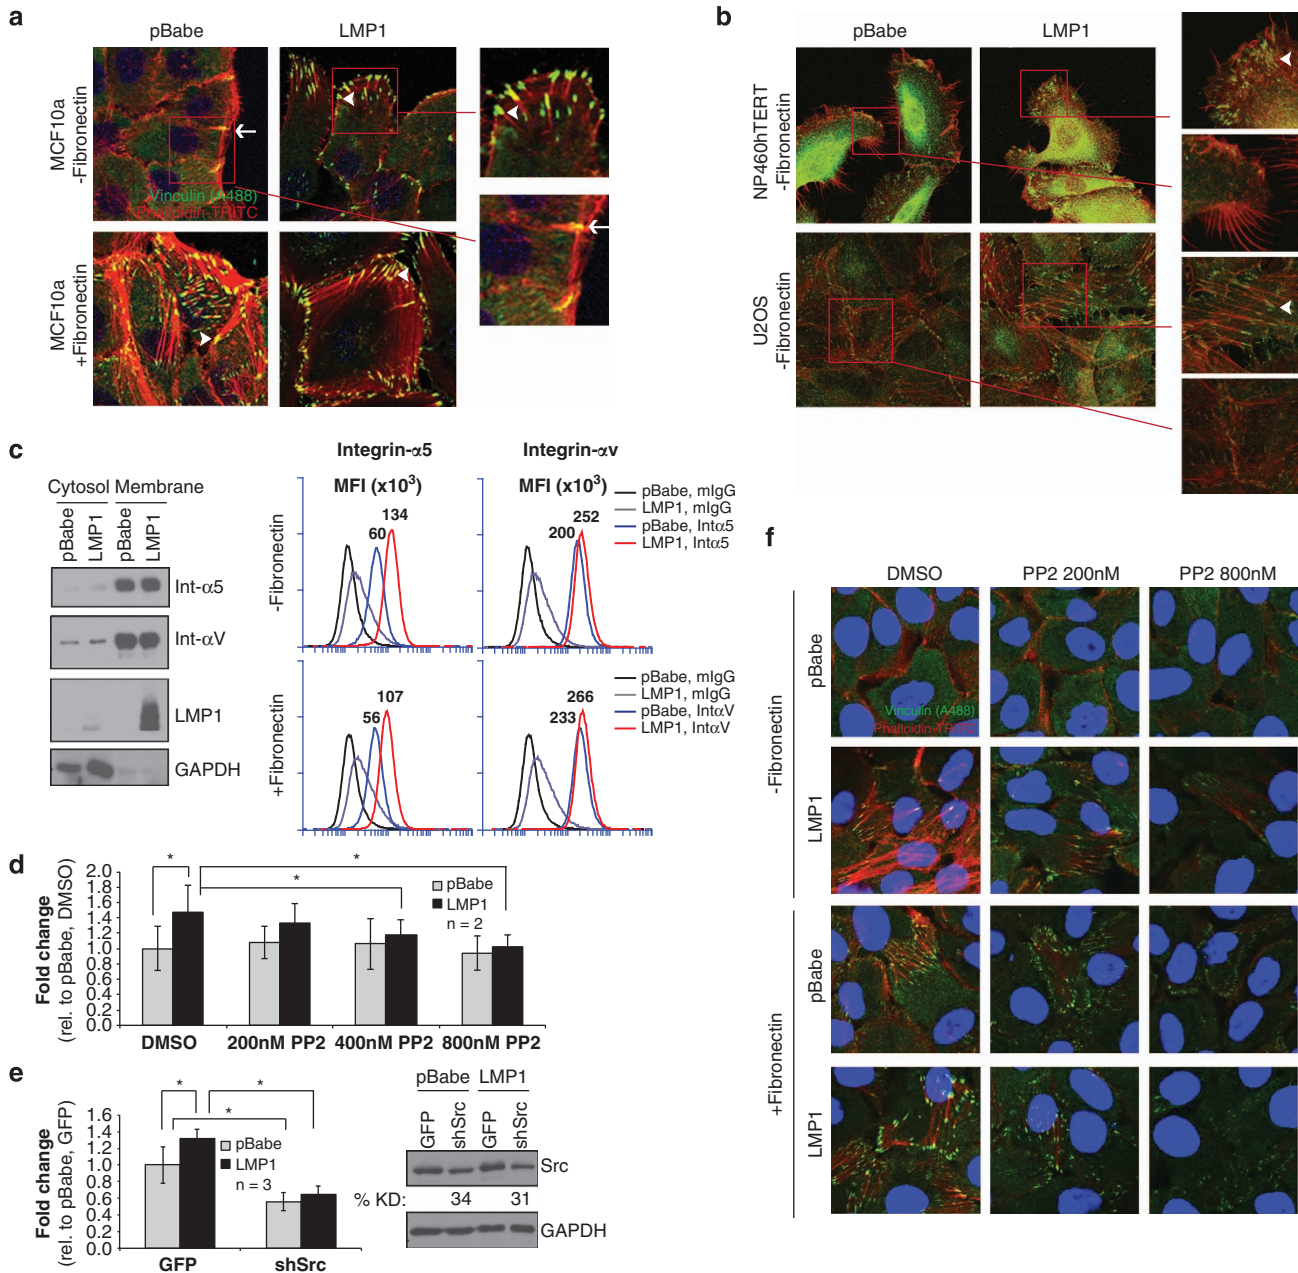 a
pBabe
LMP1
MCF10a
-Fibronectin
Vinculin (A488)
Phalloidin-TRITC
MCF10a
+Fibronectin
b
pBabe
LMP1
NP460hTERT
-Fibronectin
U2OS
-Fibronectin
c
Cytosol Membrane
pBabe
LMP1
pBabe
LMP1
Int-α5
Int-αV
LMP1
GAPDH
Integrin-α5
Integrin-αv
-Fibronectin
MFI (x10³)
134
60
MFI (x10³)
252
200
pBabe, mIgG
LMP1, mIgG
pBabe, Intα5
LMP1, Intα5
+Fibronectin
107
56
266
233
pBabe, mIgG
LMP1, mIgG
pBabe, IntαV
LMP1, IntαV
d
Fold change
(rel. to pBabe, DMSO)
2.0
1.8
1.6
1.4
1.2
1.0
0.8
0.6
0.4
0.2
0.0
*
*
*
pBabe
LMP1
n = 2
DMSO
200nM PP2
400nM PP2
800nM PP2
e
Fold change
(rel. to pBabe, GFP)
1.6
1.4
1.2
1.0
0.8
0.6
0.4
0.2
0.0
*
*
*
pBabe
LMP1
n = 3
GFP
shSrc
pBabe
LMP1
GFP
shSrc
GFP
shSrc
Src
% KD:
34
31
GAPDH
f
DMSO
PP2 200nM
PP2 800nM
-Fibronectin
pBabe
Vinculin (A488)
Phalloidin-TRITC
LMP1
+Fibronectin
pBabe
LMP1